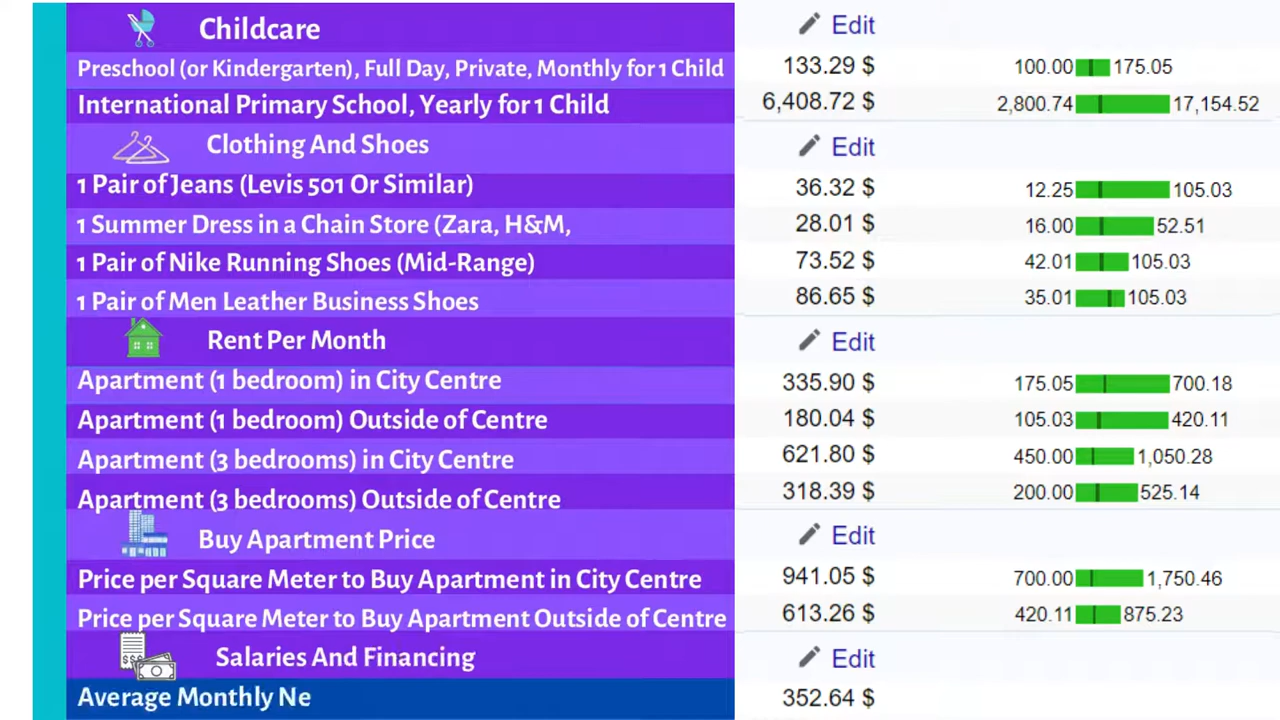 Childcare Edit
Preschool (or Kindergarten), Full Day, Private, Monthly for 1 Child 133.29 $ 100.00 175.05
International Primary School, Yearly for 1 Child 6,408.72 $ 2,800.74 17,154.52
Clothing And Shoes Edit
1 Pair of Jeans (Levis 501 Or Similar) 36.32 $ 12.25 105.03
1 Summer Dress in a Chain Store (Zara, H&M, 28.01 $ 16.00 52.51
1 Pair of Nike Running Shoes (Mid-Range) 73.52 $ 42.01 105.03
1 Pair of Men Leather Business Shoes 86.65 $ 35.01 105.03
Rent Per Month Edit
Apartment (1 bedroom) in City Centre 335.90 $ 175.05 700.18
Apartment (1 bedroom) Outside of Centre 180.04 $ 105.03 420.11
Apartment (3 bedrooms) in City Centre 621.80 $ 450.00 1,050.28
Apartment (3 bedrooms) Outside of Centre 318.39 $ 200.00 525.14
Buy Apartment Price Edit
Price per Square Meter to Buy Apartment in City Centre 941.05 $ 700.00 1,750.46
Price per Square Meter to Buy Apartment Outside of Centre 613.26 $ 420.11 875.23
$$$
Salaries And Financing Edit
Average Monthly Ne 352.64 $